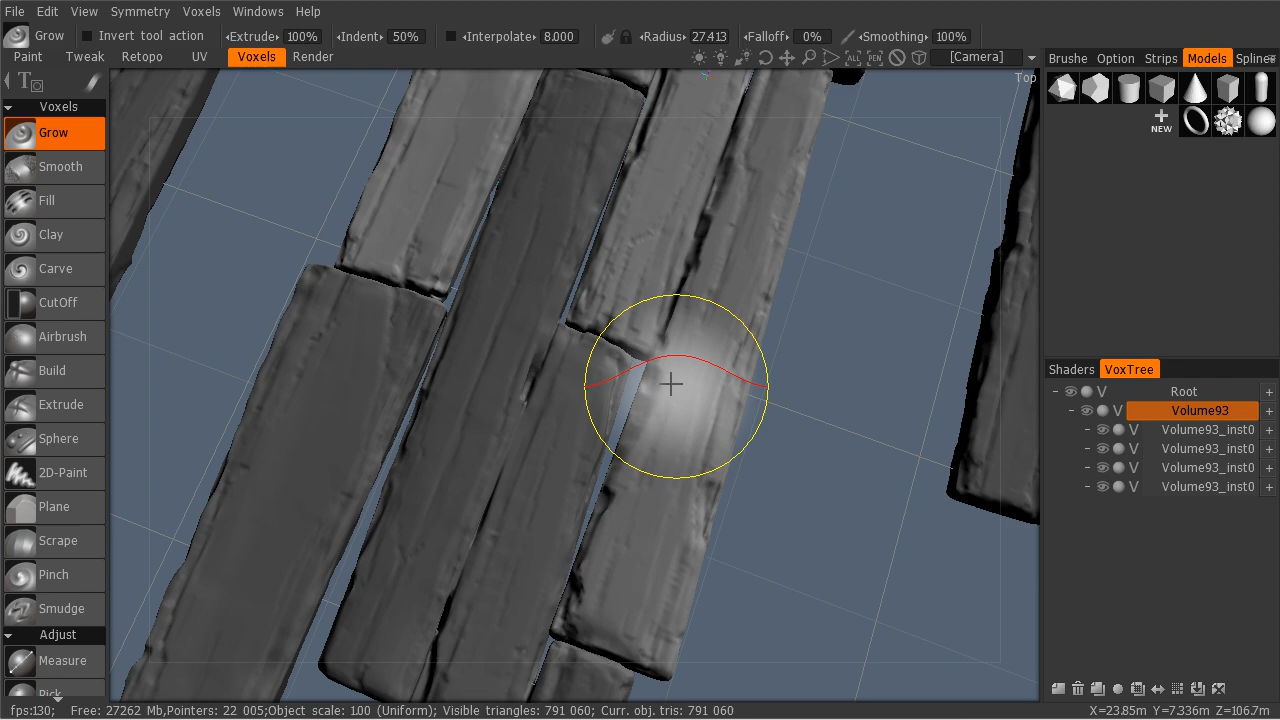 File Edit View Symmetry Voxels Windows Help
Grow Invert tool action Extrude 100% Indent 50% Interpolate 8.000 Radius 27.413 Falloff 0% Smoothing 100%
Paint Tweak Retopo UV Voxels Render ALL PEN [Camera]
Brushe Option Strips Models Spline
Top
NEW
Voxels
Grow
Smooth
Fill
Clay
Carve
CutOff
Airbrush
Build
Extrude
Sphere
2D-Paint
Plane
Scrape
Pinch
Smudge
Adjust
Measure
Pick
Shaders VoxTree
− V Root +
− V Volume93 +
− V Volume93_inst0 +
− V Volume93_inst0 +
− V Volume93_inst0 +
− V Volume93_inst0 +
fps:130; Free: 27262 Mb,Pointers: 22 005;Object scale: 100 (Uniform); Visible triangles: 791 060; Curr. obj. tris: 791 060 X=23.85m Y=7.336m Z=106.7m